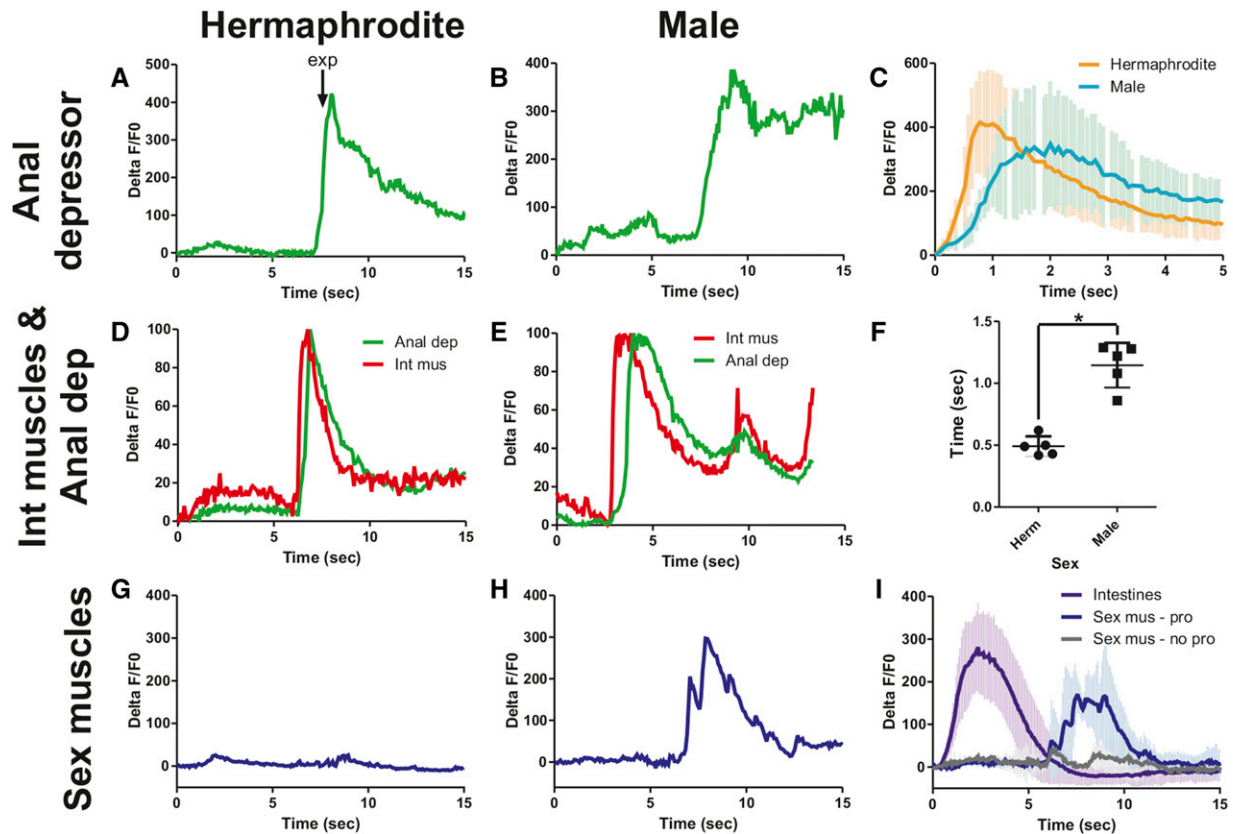 Hermaphrodite
Male
Anal
depressor
A
exp
Delta F/F0
500
400
300
200
100
0
0 5 10 15
Time (sec)
B
Delta F/F0
400
300
200
100
0
0 5 10 15
Time (sec)
C
Hermaphrodite
Male
Delta F/F0
600
400
200
0
0 1 2 3 4 5
Time (sec)
Int muscles &
Anal dep
D
Anal dep
Int mus
Delta F/F0
100
80
60
40
20
0
0 5 10 15
Time (sec)
E
Int mus
Anal dep
Delta F/F0
100
80
60
40
20
0
0 5 10 15
Time (sec)
F
*
Time (sec)
1.5
1.0
0.5
0.0
Herm
Male
Sex
Sex muscles
G
Delta F/F0
400
300
200
100
0
0 5 10 15
Time (sec)
H
Delta F/F0
400
300
200
100
0
0 5 10 15
Time (sec)
I
Intestines
Sex mus - pro
Sex mus - no pro
Delta F/F0
400
300
200
100
0
0 5 10 15
Time (sec)